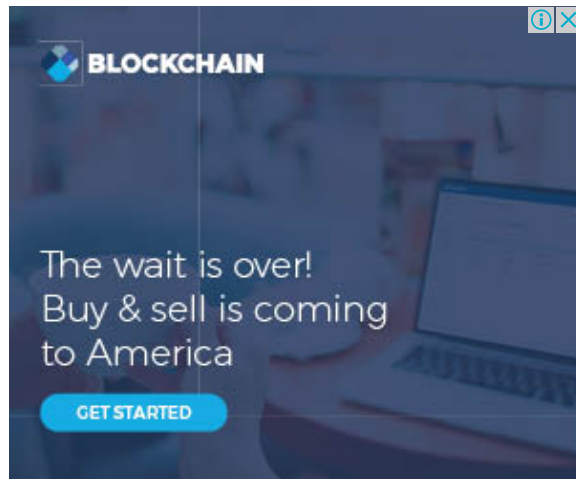 BLOCKCHAIN
The wait is over!
Buy & sell is coming
to America
GET STARTED